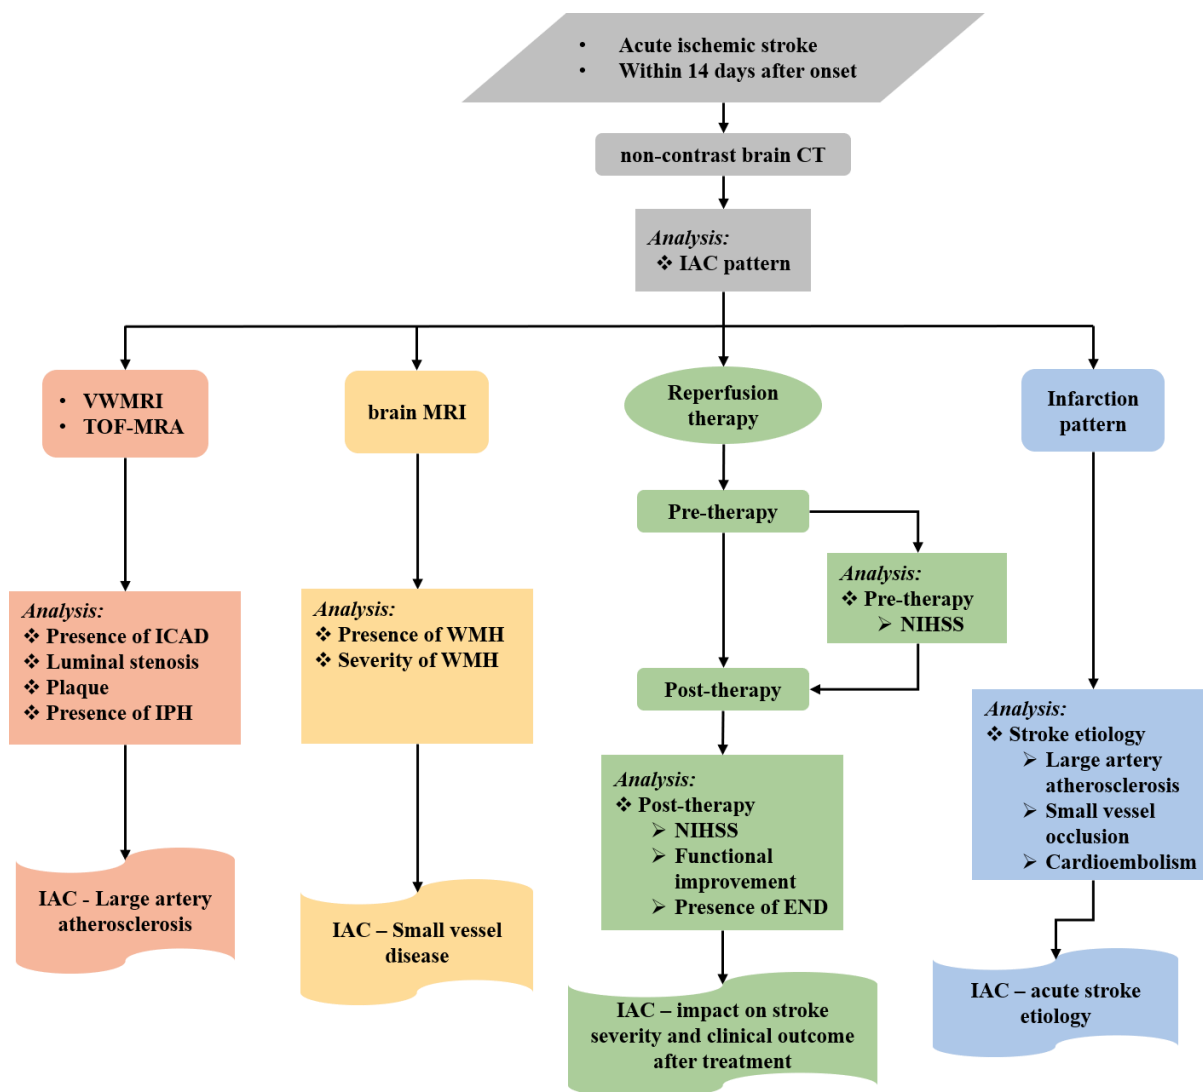 • Acute ischemic stroke
• Within 14 days after onset
non-contrast brain CT
Analysis:
❖ IAC pattern
• VWMRI
• TOF-MRA
brain MRI
Reperfusion
therapy
Infarction
pattern
Pre-therapy
Analysis:
❖ Pre-therapy
➢ NIHSS
Post-therapy
Analysis:
❖ Presence of ICAD
❖ Luminal stenosis
❖ Plaque
❖ Presence of IPH
Analysis:
❖ Presence of WMH
❖ Severity of WMH
Analysis:
❖ Post-therapy
➢ NIHSS
➢ Functional
improvement
➢ Presence of END
Analysis:
❖ Stroke etiology
➢ Large artery
atherosclerosis
➢ Small vessel
occlusion
➢ Cardioembolism
IAC - Large artery
atherosclerosis
IAC – Small vessel
disease
IAC – impact on stroke
severity and clinical outcome
after treatment
IAC – acute stroke
etiology